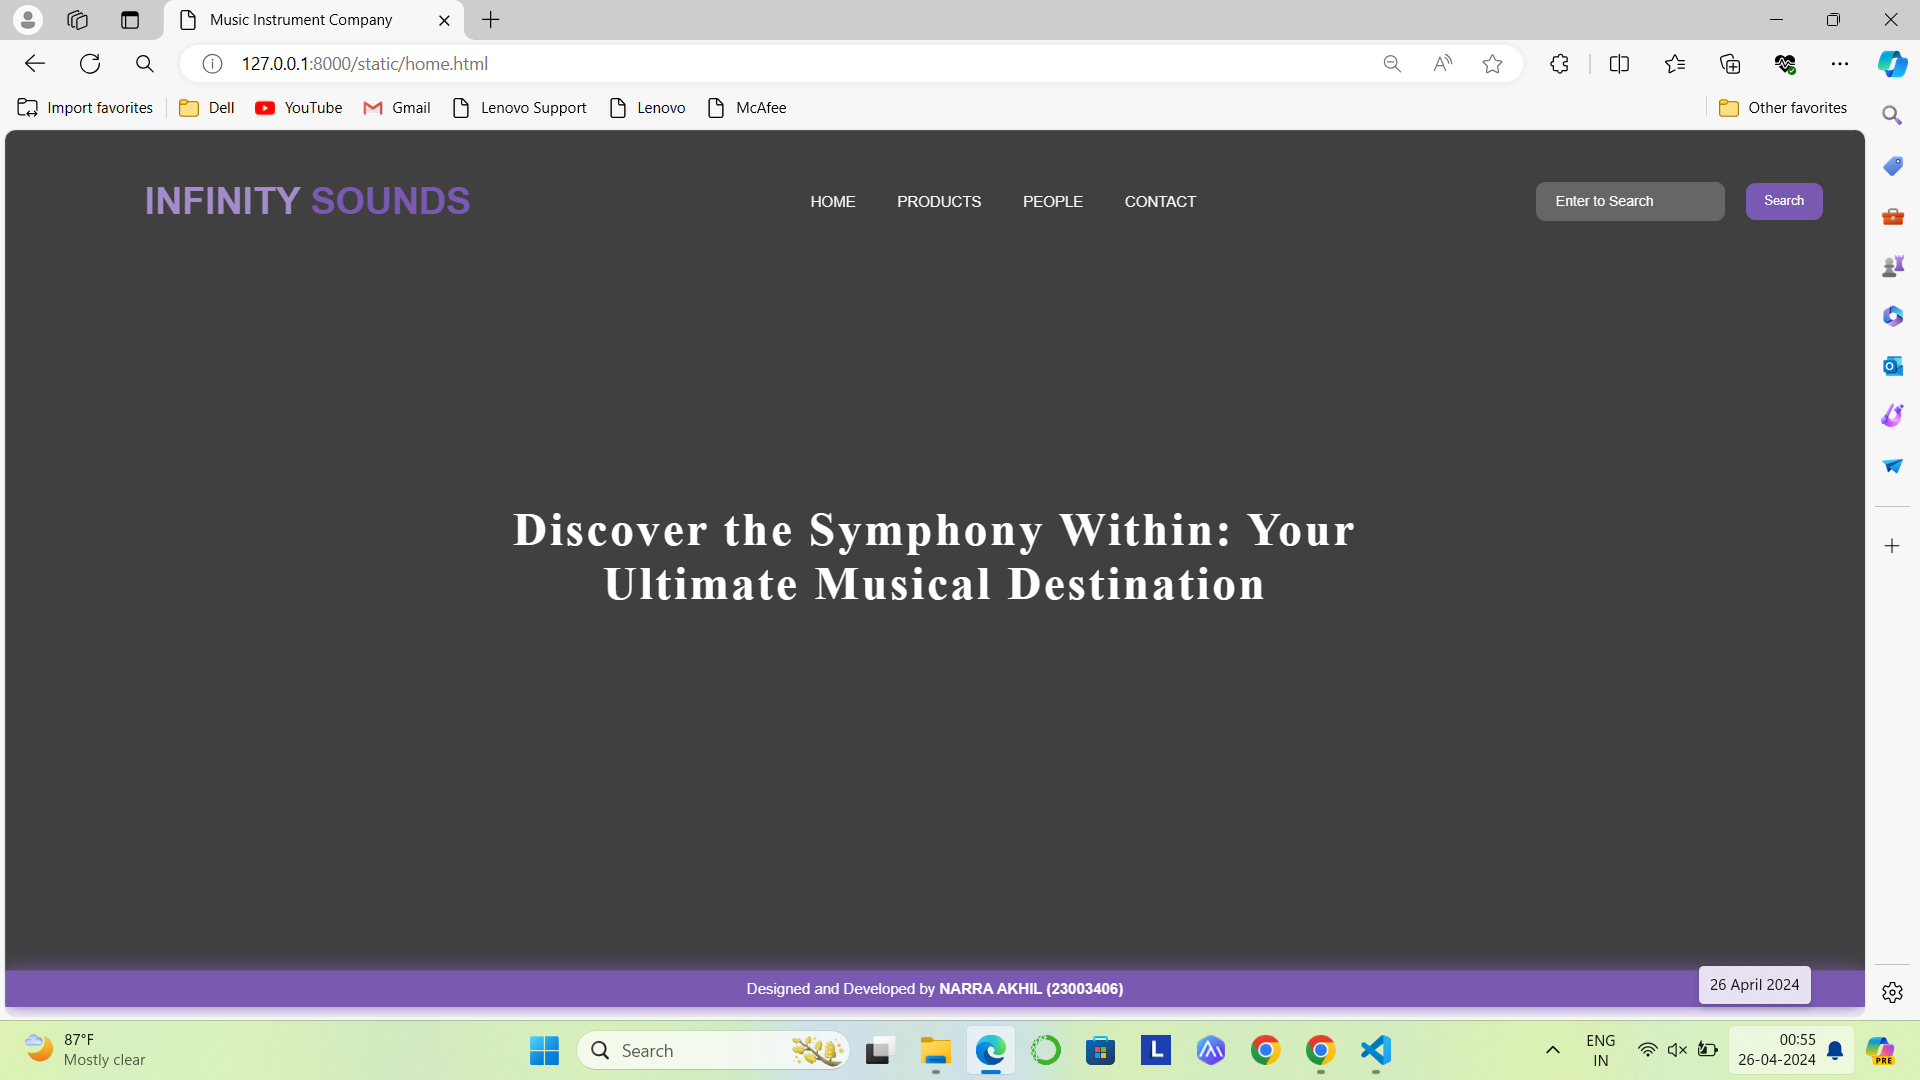 Music Instrument Company
127.0.0.1:8000/static/home.html
Import favorites Dell YouTube Gmail Lenovo Support Lenovo McAfee Other favorites
INFINITY SOUNDS HOME PRODUCTS PEOPLE CONTACT Enter to Search Search
Discover the Symphony Within: Your
Ultimate Musical Destination
Designed and Developed by NARRA AKHIL (23003406)
26 April 2024
87°F
Mostly clear
Search
L
ENG
IN
00:55
26-04-2024
PRE